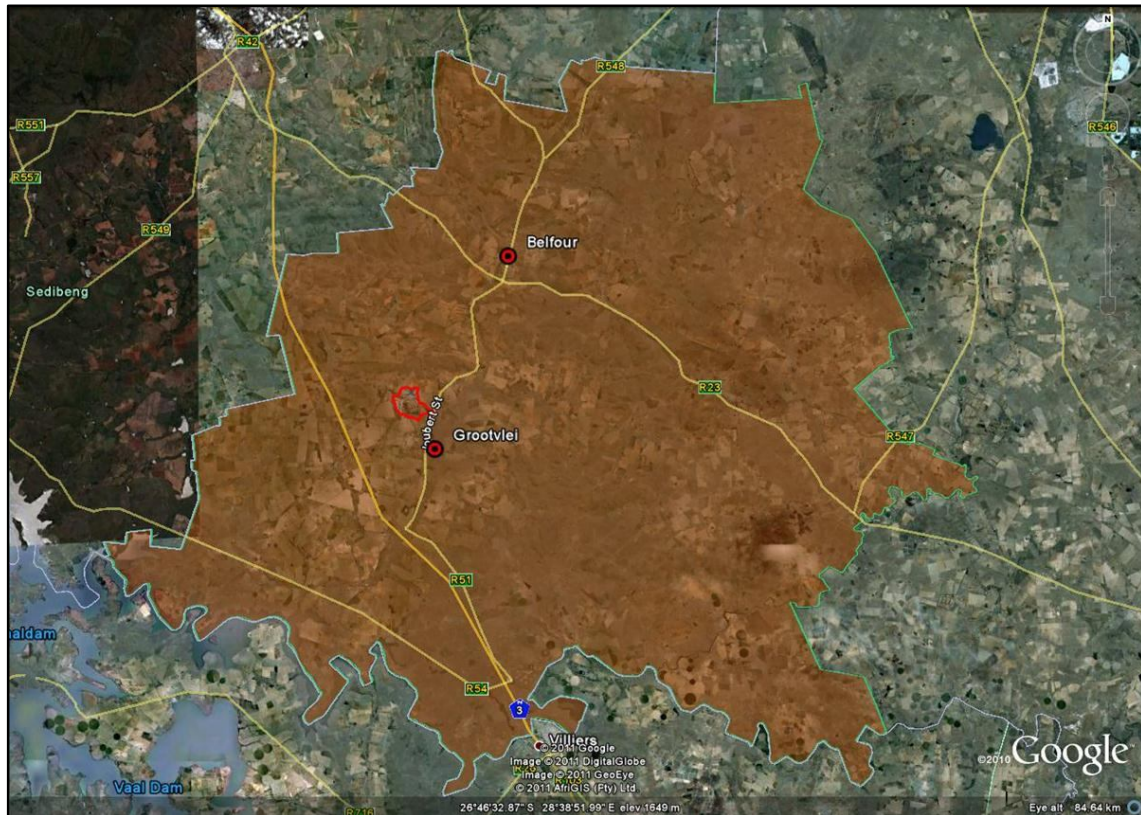 N
R42
R548
R551
R546
R557
R549
Belfour
Sedibeng
R23
Joubert St
Grootvlei
R547
R51
R54
N
3
Villiers
© 2011 Google
Image © 2011 DigitalGlobe
Image © 2011 GeoEye
© 2011 AfriGIS (Pty) Ltd.
©2010 Google
Vaal Dam
R716
26°46'32.87" S 28°38'51.99" E elev 1649 m
Eye alt 84.64 km